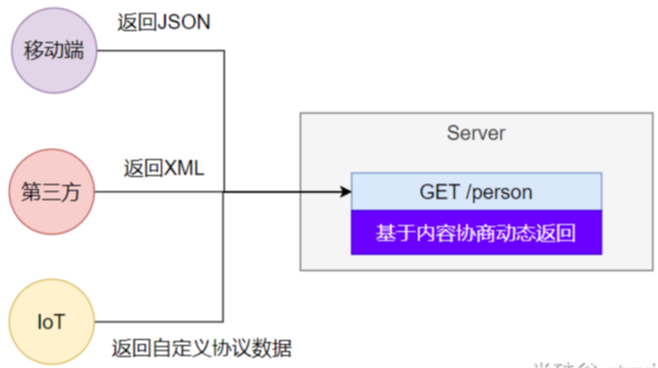 返回JSON
移动端
Server
返回XML
第三方
GET /person
基于内容协商动态返回
IoT
返回自定义协议数据